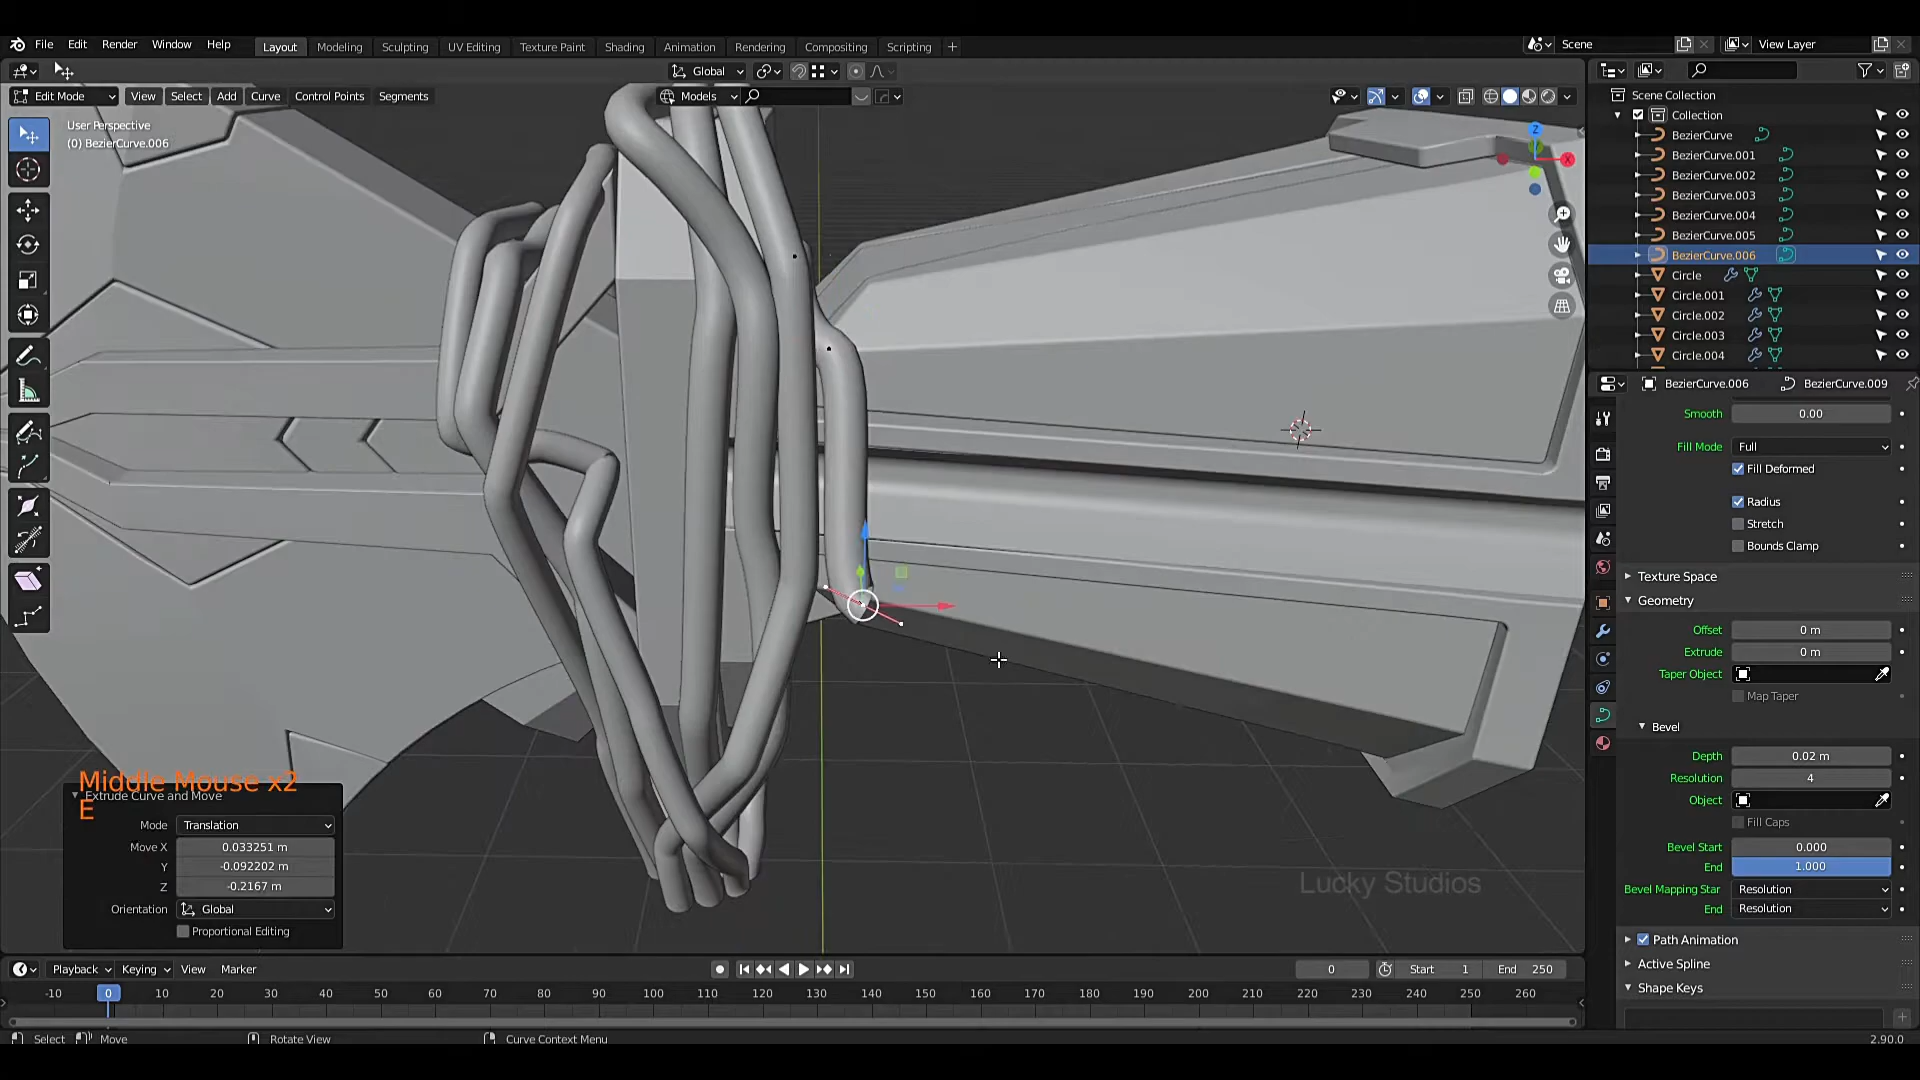 File Edit Render Window Help Layout Modeling Sculpting UV Editing Texture Paint Shading Animation Rendering Compositing Scripting + Scene View Layer
Global
Edit Mode View Select Add Curve Control Points Segments Models
User Perspective
(0) BezierCurve.006
Scene Collection
Collection
BezierCurve
BezierCurve.001
BezierCurve.002
BezierCurve.003
BezierCurve.004
BezierCurve.005
BezierCurve.006
Circle
Circle.001
Circle.002
Circle.003
Circle.004
Z
X
BezierCurve.006 BezierCurve.009
Smooth 0.00
Fill Mode Full
Fill Deformed
Radius
Stretch
Bounds Clamp
Texture Space
Geometry
Offset 0 m
Extrude 0 m
Taper Object
Map Taper
Bevel
Depth 0.02 m
Resolution 4
Object
Fill Caps
Bevel Start 0.000
End 1.000
Bevel Mapping Star Resolution
End Resolution
Path Animation
Active Spline
Shape Keys
Middle Mouse x2
E
Extrude Curve and Move
Mode Translation
Move X 0.033251 m
Y -0.092202 m
Z -0.2167 m
Orientation Global
Proportional Editing
Lucky Studios
Playback Keying View Marker 0 Start 1 End 250
-10 0 10 20 30 40 50 60 70 80 90 100 110 120 130 140 150 160 170 180 190 200 210 220 230 240 250 260
Select Move Rotate View Curve Context Menu 2.90.0